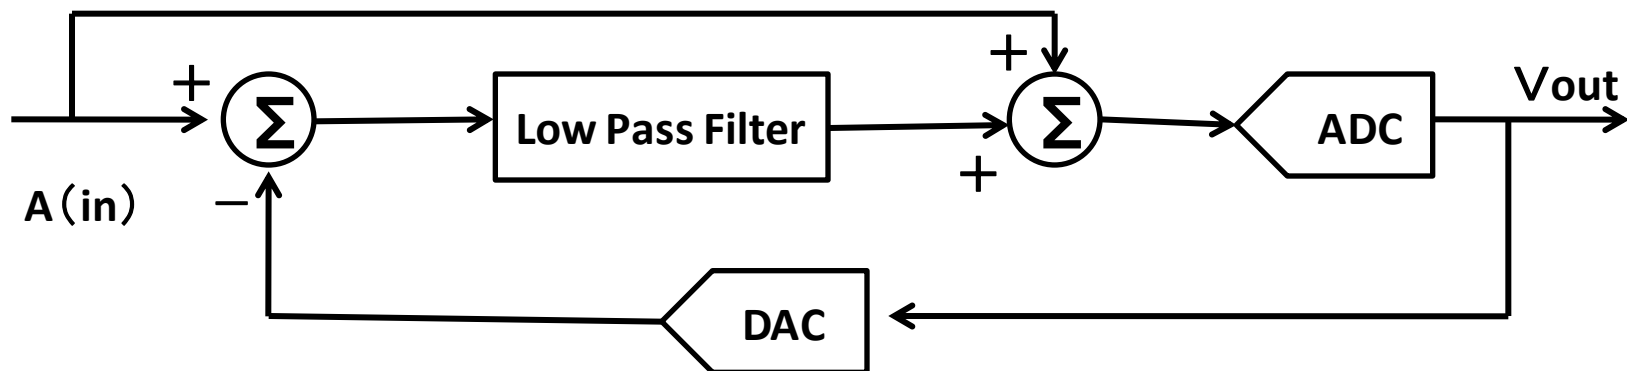 +
+
Vout
Σ
Low Pass Filter
Σ
ADC
A（in）
−
+
DAC